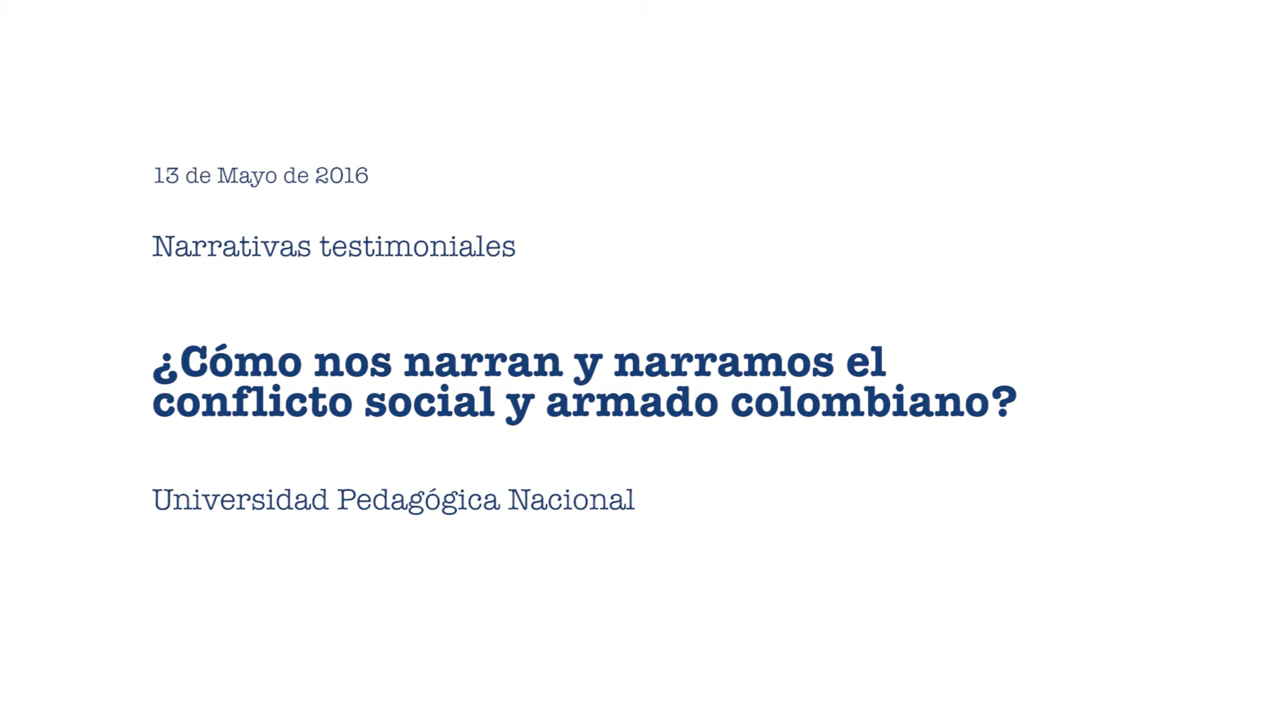 13 de Mayo de 2016
Narrativas testimoniales
¿Cómo nos narran y narramos el
conflicto social y armado colombiano?
Universidad Pedagógica Nacional